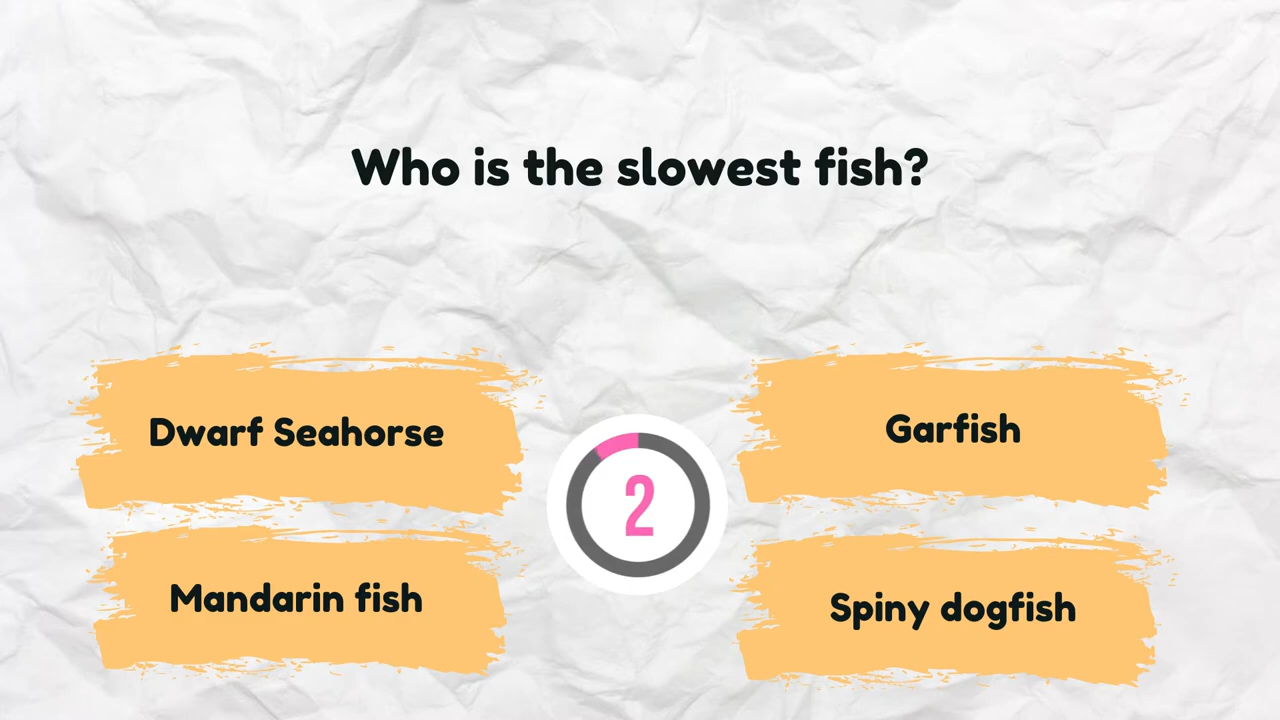 Who is the slowest fish?
Dwarf Seahorse
Garfish
2
Mandarin fish
Spiny dogfish